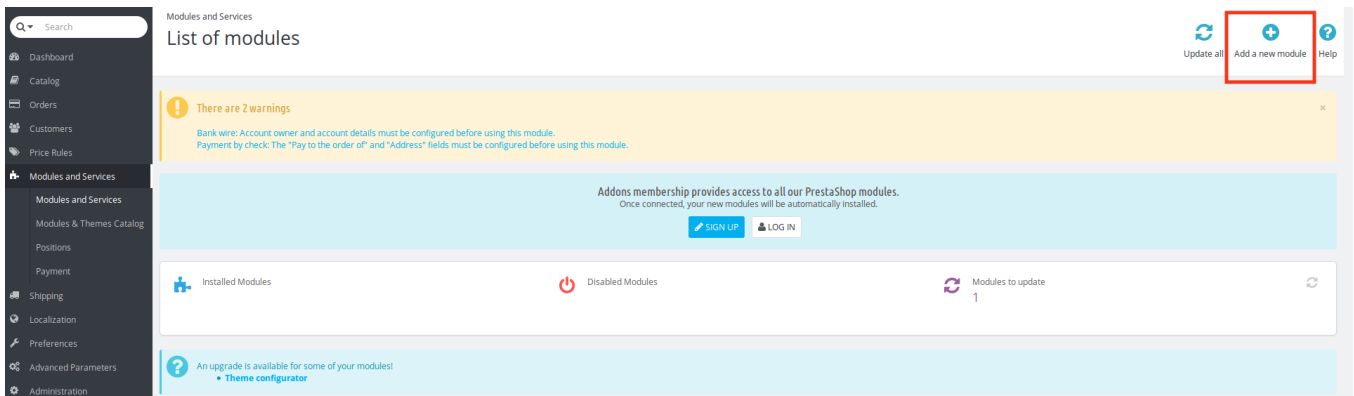 Search
Dashboard
Catalog
Orders
Customers
Price Rules
Modules and Services
Modules and Services
Modules & Themes Catalog
Positions
Payment
Shipping
Localization
Preferences
Advanced Parameters
Administration
Modules and Services
List of modules
Update all
Add a new module
Help
There are 2 warnings
×
Bank wire: Account owner and account details must be configured before using this module.
Payment by check: The "Pay to the order of" and "Address" fields must be configured before using this module.
Addons membership provides access to all our PrestaShop modules.
Once connected, your new modules will be automatically installed.
SIGN UP
LOG IN
Installed Modules
Disabled Modules
Modules to update
1
An upgrade is available for some of your modules!
• Theme configurator